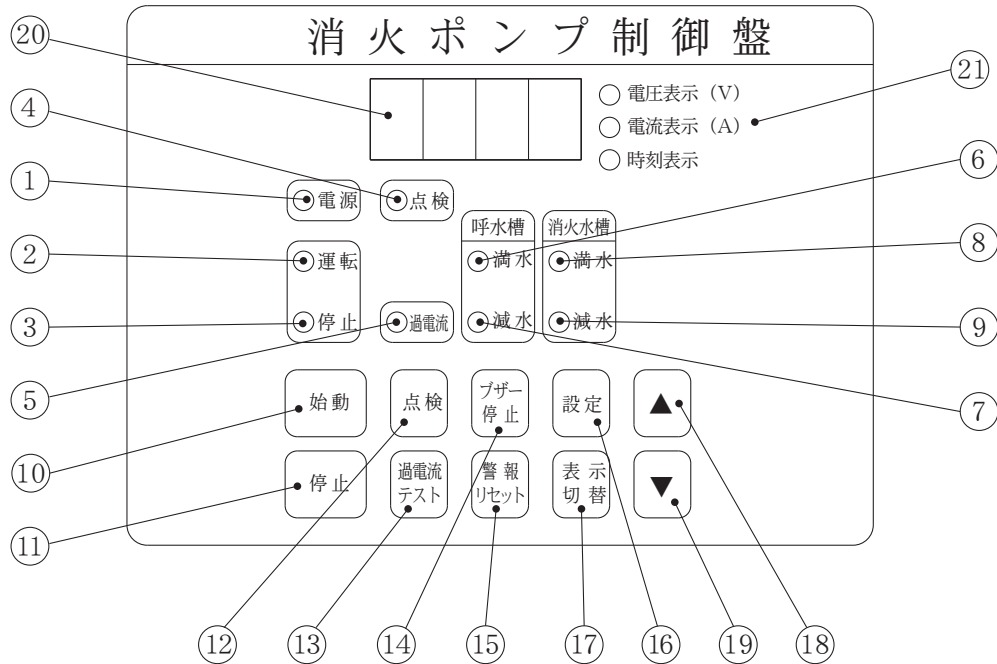 消火ポンプ制御盤
⑳
㉑
電圧表示（V）
電流表示（A）
時刻表示
④
①
電源
点検
⑥
呼水槽
消火水槽
②
運転
満水
満水
⑧
③
停止
過電流
減水
減水
⑨
⑤
始動
点検
ブザー
停止
設定
▲
⑦
⑩
停止
過電流
テスト
警報
リセット
表示
切替
▼
⑪
⑫
⑬
⑭
⑮
⑰
⑯
⑲
⑱